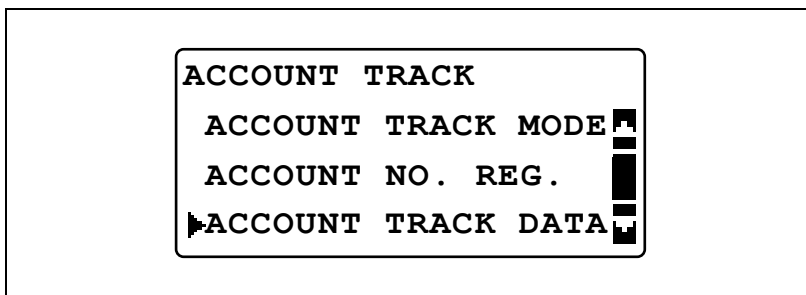 ACCOUNT TRACK
ACCOUNT TRACK MODE
ACCOUNT NO. REG.
ACCOUNT TRACK DATA